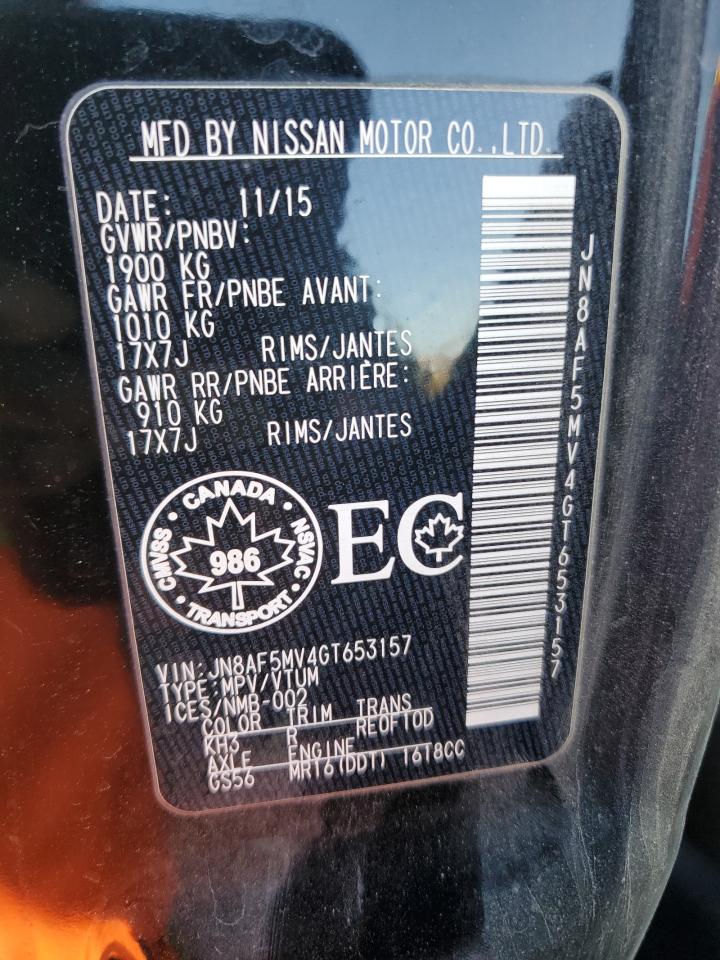 MFD BY NISSAN MOTOR CO.,LTD.
DATE: 11/15
GVWR/PNBV:
1900 KG
GAWR FR/PNBE AVANT:
1010 KG
17X7J RIMS/JANTES
GAWR RR/PNBE ARRIÈRE:
910 KG
17X7J RIMS/JANTES
JN8AF5MV4GT653157
CANADA
CMVSS
NSVAC
986
TRANSPORT
EC
VIN:JN8AF5MV4GT653157
TYPE:MPV/VTUM
ICES/NMB-002
COLOR TRIM TRANS
KH3 R RE0F10D
AXLE ENGINE
GS56 MR16(DDT) 16T8CC